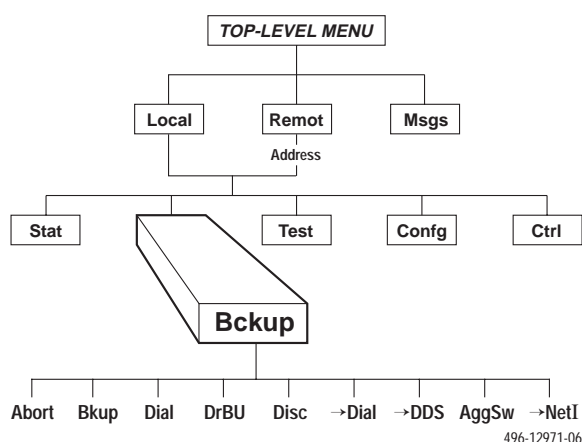 TOP-LEVEL MENU
Local Remot Msgs
Address
Stat Test Confg Ctrl
Bckup
Abort Bkup Dial DrBU Disc →Dial →DDS AggSw →NetI
496-12971-06